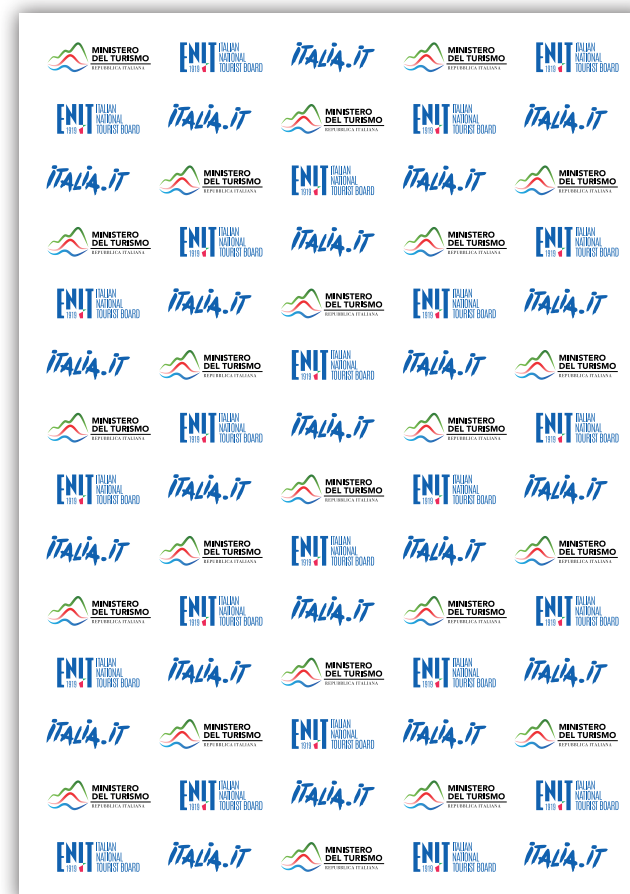 MINISTERO DEL TURISMO REPUBBLICA ITALIANA ENIT 1919 ITALIAN NATIONAL TOURIST BOARD ITALIA.IT MINISTERO DEL TURISMO REPUBBLICA ITALIANA ENIT 1919 ITALIAN NATIONAL TOURIST BOARD
ENIT 1919 ITALIAN NATIONAL TOURIST BOARD ITALIA.IT MINISTERO DEL TURISMO REPUBBLICA ITALIANA ENIT 1919 ITALIAN NATIONAL TOURIST BOARD ITALIA.IT
ITALIA.IT MINISTERO DEL TURISMO REPUBBLICA ITALIANA ENIT 1919 ITALIAN NATIONAL TOURIST BOARD ITALIA.IT MINISTERO DEL TURISMO REPUBBLICA ITALIANA
MINISTERO DEL TURISMO REPUBBLICA ITALIANA ENIT 1919 ITALIAN NATIONAL TOURIST BOARD ITALIA.IT MINISTERO DEL TURISMO REPUBBLICA ITALIANA ENIT 1919 ITALIAN NATIONAL TOURIST BOARD
ENIT 1919 ITALIAN NATIONAL TOURIST BOARD ITALIA.IT MINISTERO DEL TURISMO REPUBBLICA ITALIANA ENIT 1919 ITALIAN NATIONAL TOURIST BOARD ITALIA.IT
ITALIA.IT MINISTERO DEL TURISMO REPUBBLICA ITALIANA ENIT 1919 ITALIAN NATIONAL TOURIST BOARD ITALIA.IT MINISTERO DEL TURISMO REPUBBLICA ITALIANA
MINISTERO DEL TURISMO REPUBBLICA ITALIANA ENIT 1919 ITALIAN NATIONAL TOURIST BOARD ITALIA.IT MINISTERO DEL TURISMO REPUBBLICA ITALIANA ENIT 1919 ITALIAN NATIONAL TOURIST BOARD
ENIT 1919 ITALIAN NATIONAL TOURIST BOARD ITALIA.IT MINISTERO DEL TURISMO REPUBBLICA ITALIANA ENIT 1919 ITALIAN NATIONAL TOURIST BOARD ITALIA.IT
ITALIA.IT MINISTERO DEL TURISMO REPUBBLICA ITALIANA ENIT 1919 ITALIAN NATIONAL TOURIST BOARD ITALIA.IT MINISTERO DEL TURISMO REPUBBLICA ITALIANA
MINISTERO DEL TURISMO REPUBBLICA ITALIANA ENIT 1919 ITALIAN NATIONAL TOURIST BOARD ITALIA.IT MINISTERO DEL TURISMO REPUBBLICA ITALIANA ENIT 1919 ITALIAN NATIONAL TOURIST BOARD
ENIT 1919 ITALIAN NATIONAL TOURIST BOARD ITALIA.IT MINISTERO DEL TURISMO REPUBBLICA ITALIANA ENIT 1919 ITALIAN NATIONAL TOURIST BOARD ITALIA.IT
ITALIA.IT MINISTERO DEL TURISMO REPUBBLICA ITALIANA ENIT 1919 ITALIAN NATIONAL TOURIST BOARD ITALIA.IT MINISTERO DEL TURISMO REPUBBLICA ITALIANA
MINISTERO DEL TURISMO REPUBBLICA ITALIANA ENIT 1919 ITALIAN NATIONAL TOURIST BOARD ITALIA.IT MINISTERO DEL TURISMO REPUBBLICA ITALIANA ENIT 1919 ITALIAN NATIONAL TOURIST BOARD
ENIT 1919 ITALIAN NATIONAL TOURIST BOARD ITALIA.IT MINISTERO DEL TURISMO REPUBBLICA ITALIANA ENIT 1919 ITALIAN NATIONAL TOURIST BOARD ITALIA.IT